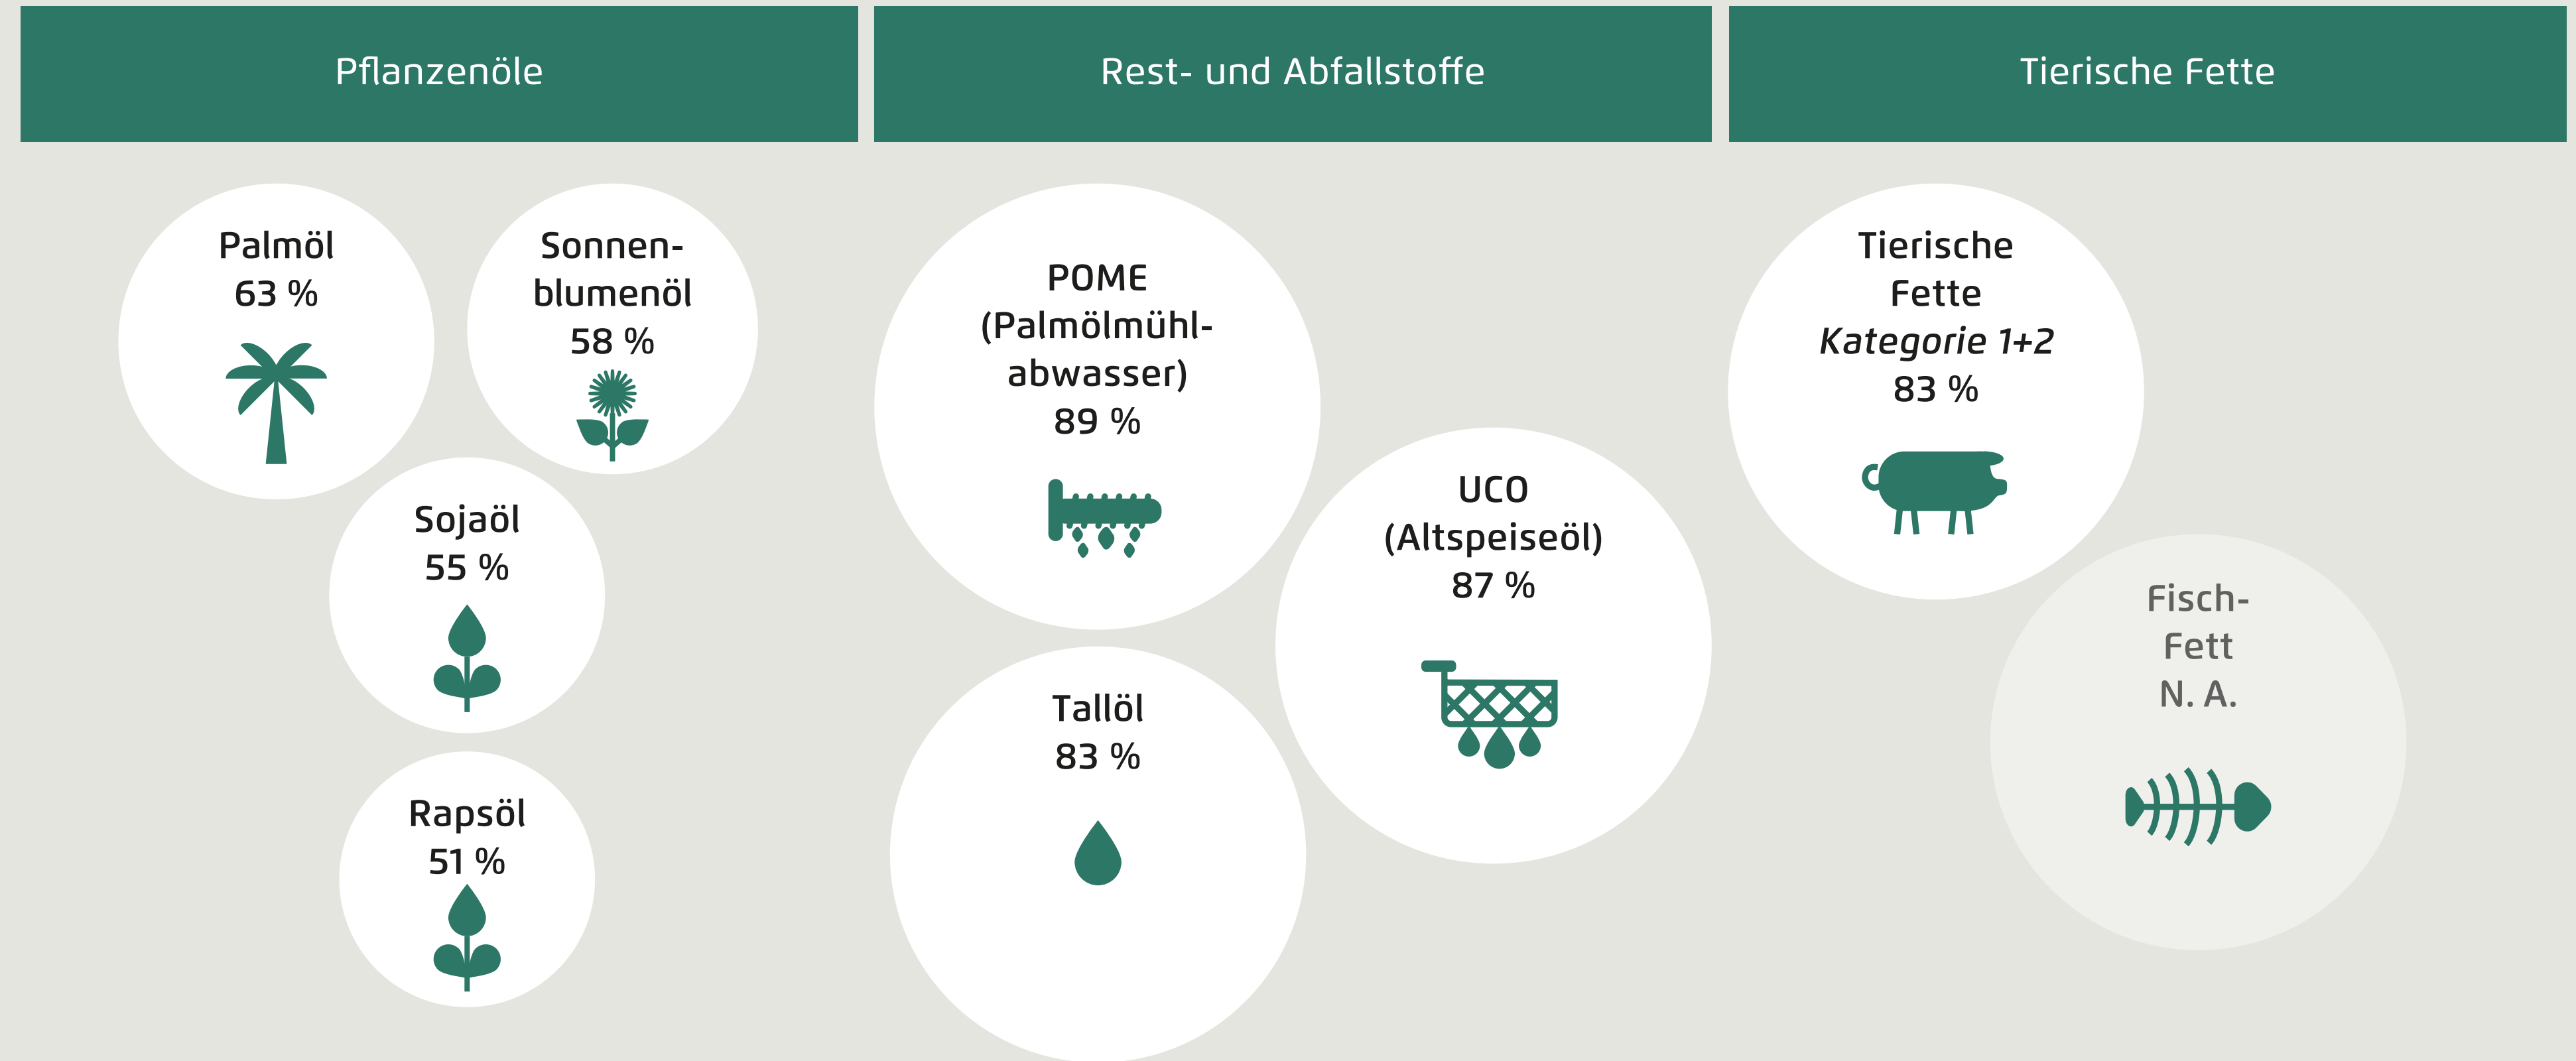 Pflanzenöle
Palmöl
63 %
Sonnen-
blumenöl
58 %
Sojaöl
55 %
Rapsöl
51 %
Rest- und Abfallstoffe
POME
(Palmölmühl-
abwasser)
89 %
UCO
(Altspeiseöl)
87 %
Tallöl
83 %
Tierische Fette
Tierische
Fette
Kategorie 1+2
83 %
Fisch-
Fett
N. A.